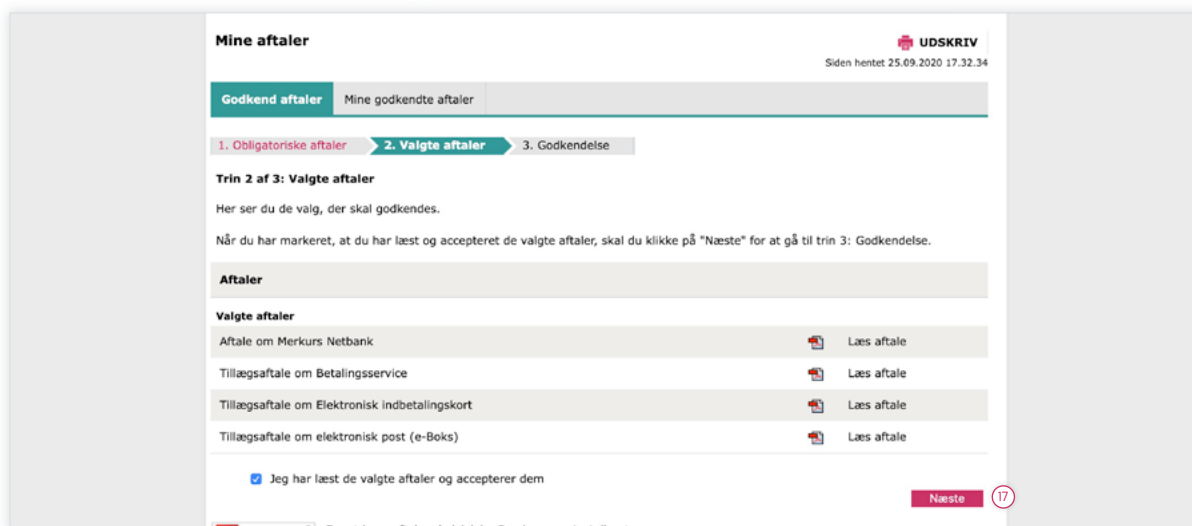 Mine aftaler
UDSKRIV
Siden hentet 25.09.2020 17.32.34
Godkend aftaler Mine godkendte aftaler
1. Obligatoriske aftaler 2. Valgte aftaler 3. Godkendelse
Trin 2 af 3: Valgte aftaler
Her ser du de valg, der skal godkendes.
Når du har markeret, at du har læst og accepteret de valgte aftaler, skal du klikke på "Næste" for at gå til trin 3: Godkendelse.
Aftaler
Valgte aftaler
Aftale om Merkurs Netbank Læs aftale
Tillægsaftale om Betalingsservice Læs aftale
Tillægsaftale om Elektronisk indbetalingskort Læs aftale
Tillægsaftale om elektronisk post (e-Boks) Læs aftale
Jeg har læst de valgte aftaler og accepterer dem
Næste 17